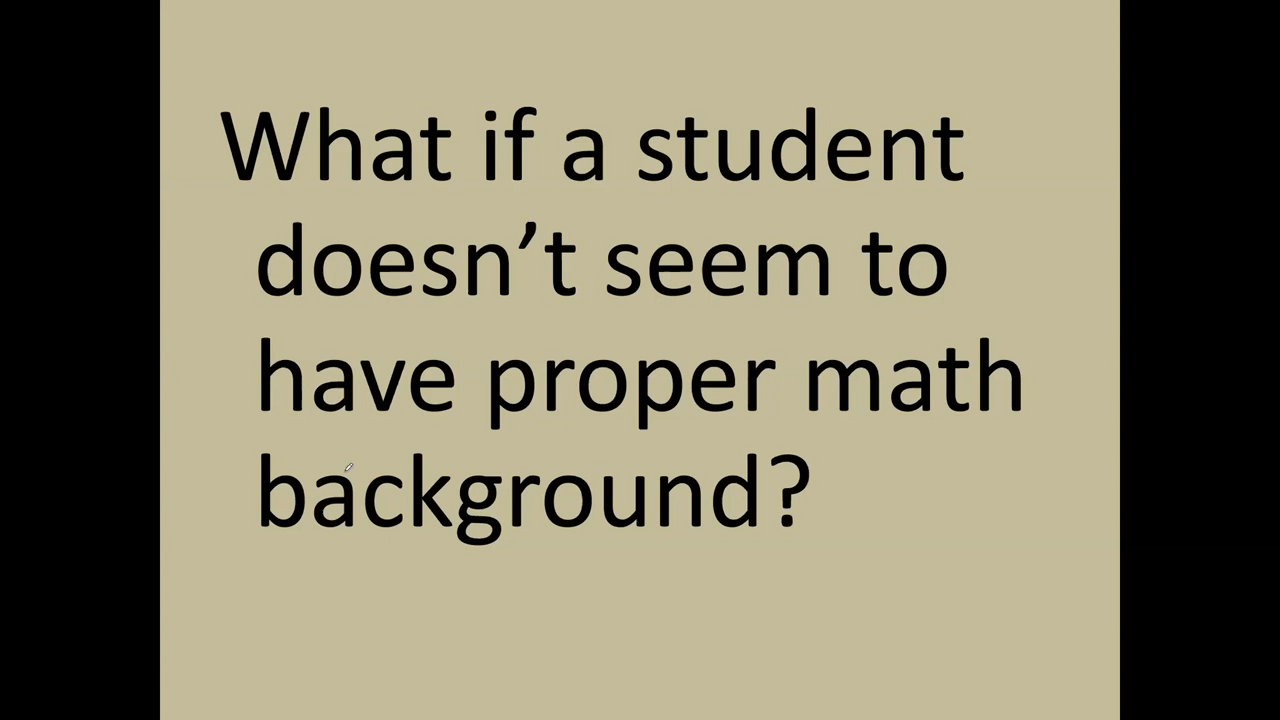 What if a student
doesn’t seem to
have proper math
background?